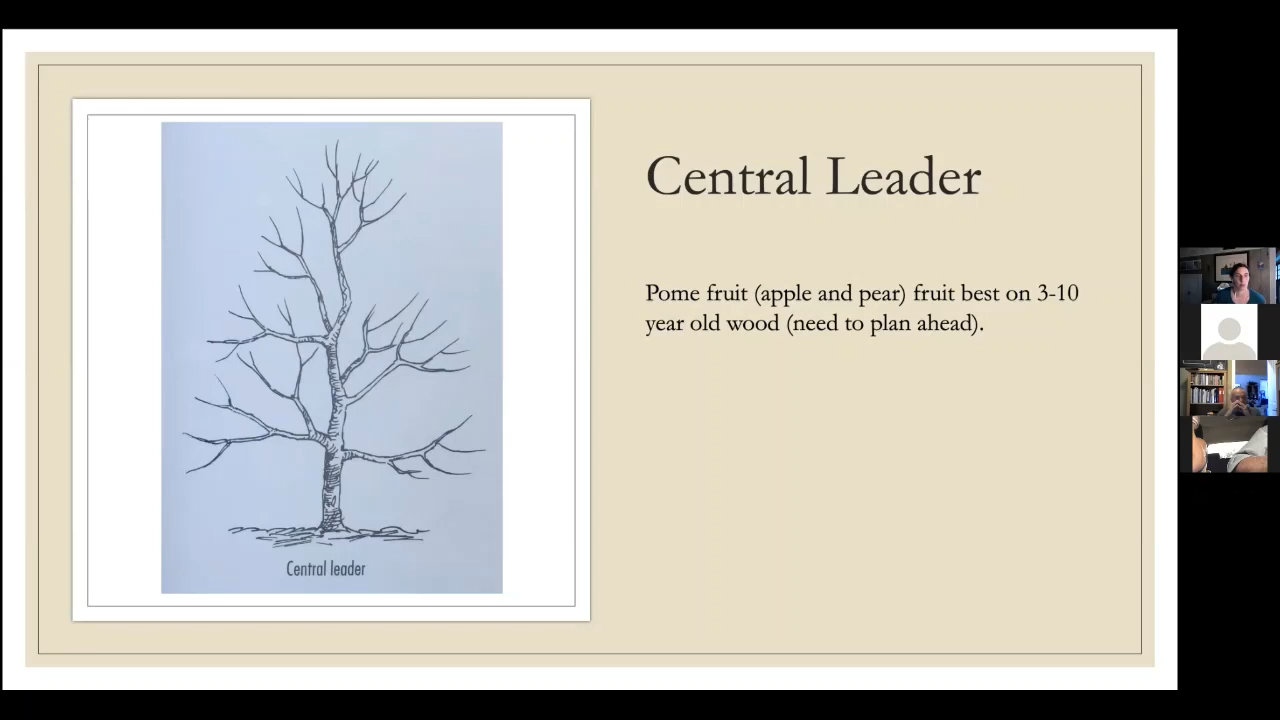 Central Leader
Pome fruit (apple and pear) fruit best on 3-10
year old wood (need to plan ahead).
Central leader